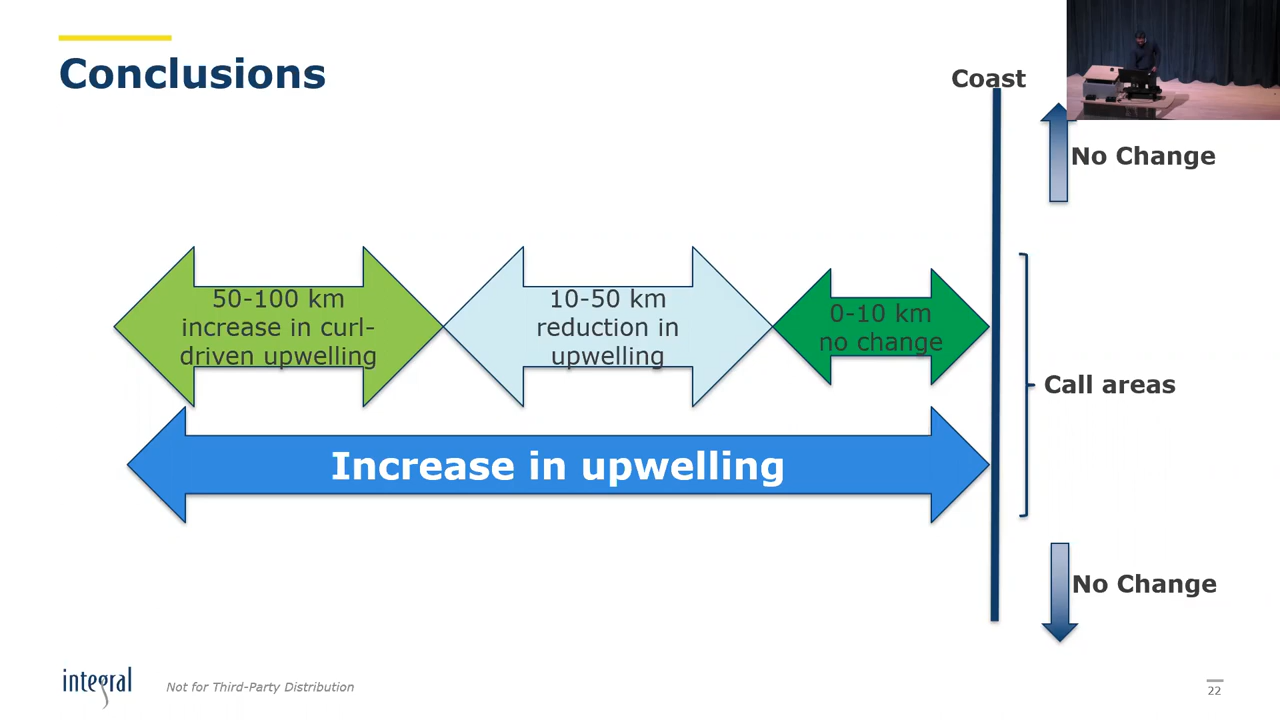 Conclusions
Coast
No Change
50-100 km
increase in curl-
driven upwelling
10-50 km
reduction in
upwelling
0-10 km
no change
Call areas
Increase in upwelling
No Change
integral
Not for Third-Party Distribution
22